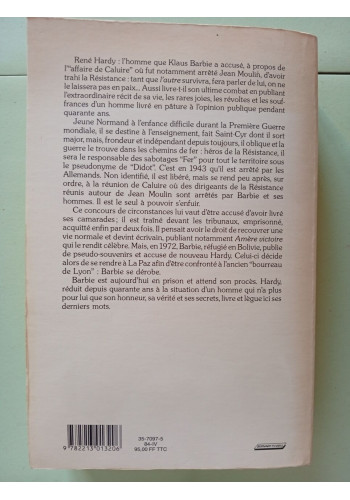 René Hardy : l'homme que Klaus Barbie a accusé, à propos de
l'"affaire de Caluire" où fut notamment arrêté Jean Moulin, d'avoir
trahi la Résistance : tant que l'autre survivra, fera parler de lui, on ne
le laissera pas en paix... Aussi livre-t-il son ultime combat en publiant
l'extraordinaire récit de sa vie, les rares joies, les révoltes et les souf-
frances d'un homme livré en pâture à l'opinion publique pendant
quarante ans.
Jeune Normand à l'enfance difficile durant la Première Guerre
mondiale, il se destine à l'enseignement, fait Saint-Cyr dont il sort
major, mais, frondeur et indépendant depuis toujours, il oblique et la
guerre le trouve dans les chemins de fer : héros de la Résistance, il
sera le responsable des sabotages "Fer" pour tout le territoire sous
le pseudonyme de "Didot". C'est en 1943 qu'il est arrêté par les
Allemands. Non identifié, il est libéré, mais se rend peu après, sur
ordre, à la réunion de Caluire où des dirigeants de la Résistance
réunis autour de Jean Moulin sont arrêtés par Barbie et ses
hommes. Il est le seul à pouvoir s'enfuir.
Ce concours de circonstances lui vaut d'être accusé d'avoir livré
ses camarades ; il est traîné devant les tribunaux, emprisonné,
acquitté enfin par deux fois. Il pensait avoir le droit de recouvrer une
vie normale et devint écrivain, publiant notamment Amère victoire
qui le rendit célèbre. Mais, en 1972, Barbie, réfugié en Bolivie, publie
de pseudo-souvenirs et accuse de nouveau Hardy. Celui-ci décide
alors de se rendre à La Paz afin d'être confronté à l'ancien "bourreau
de Lyon" : Barbie se dérobe.
Barbie est aujourd'hui en prison et attend son procès. Hardy,
réduit depuis quarante ans à la situation d'un homme qui n'a plus
pour lui que son honneur, sa vérité et ses secrets, livre et lègue ici ses
derniers mots.
35-7097-5
84-IV
95,00 FF TTC
9 782213 013206